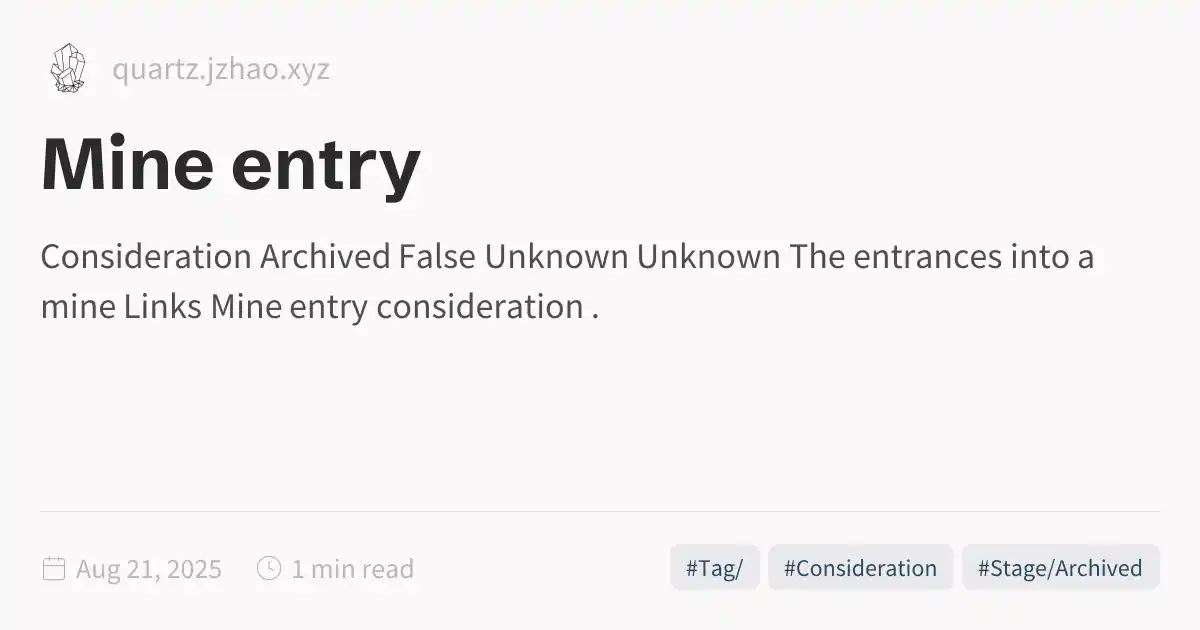 quartz.jzhao.xyz
Mine entry
Consideration Archived False Unknown Unknown The entrances into a
mine Links Mine entry consideration .
Aug 21, 2025 1 min read #Tag/ #Consideration #Stage/Archived